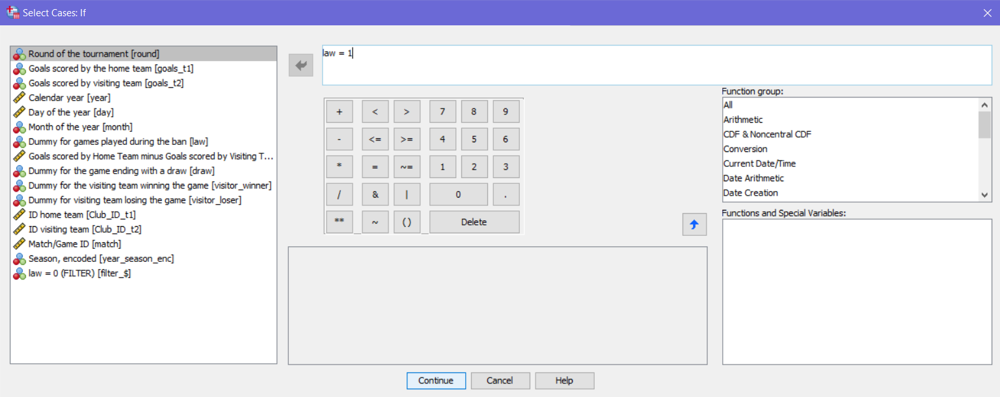 Select Cases: If
Round of the tournament [round]
Goals scored by the home team [goals_t1]
Goals scored by visiting team [goals_t2]
Calendar year [year]
Day of the year [day]
Month of the year [month]
Dummy for games played during the ban [law]
Goals scored by Home Team minus Goals scored by Visiting T...
Dummy for the game ending with a draw [draw]
Dummy for the visiting team winning the game [visitor_winner]
Dummy for visiting team losing the game [visitor_loser]
ID home team [Club_ID_t1]
ID visiting team [Club_ID_t2]
Match/Game ID [match]
Season, encoded [year_season_enc]
law = 0 (FILTER) [filter_$]
law = 1
+ < > 7 8 9
- <= >= 4 5 6
* = ~= 1 2 3
/ & | 0 .
** ~ () Delete
Function group:
All
Arithmetic
CDF & Noncentral CDF
Conversion
Current Date/Time
Date Arithmetic
Date Creation
Functions and Special Variables:
Continue Cancel Help